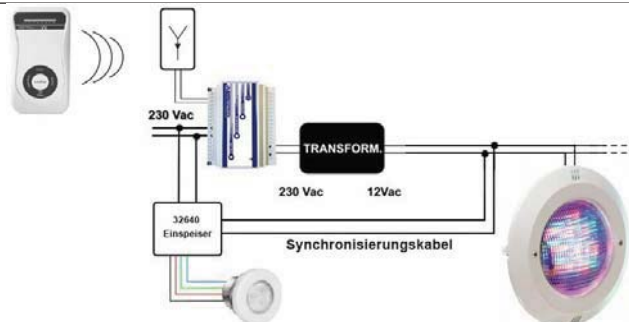 230 Vac
TRANSFORM.
230 Vac 12Vac
32640
Einspeiser
Synchronisierungskabel